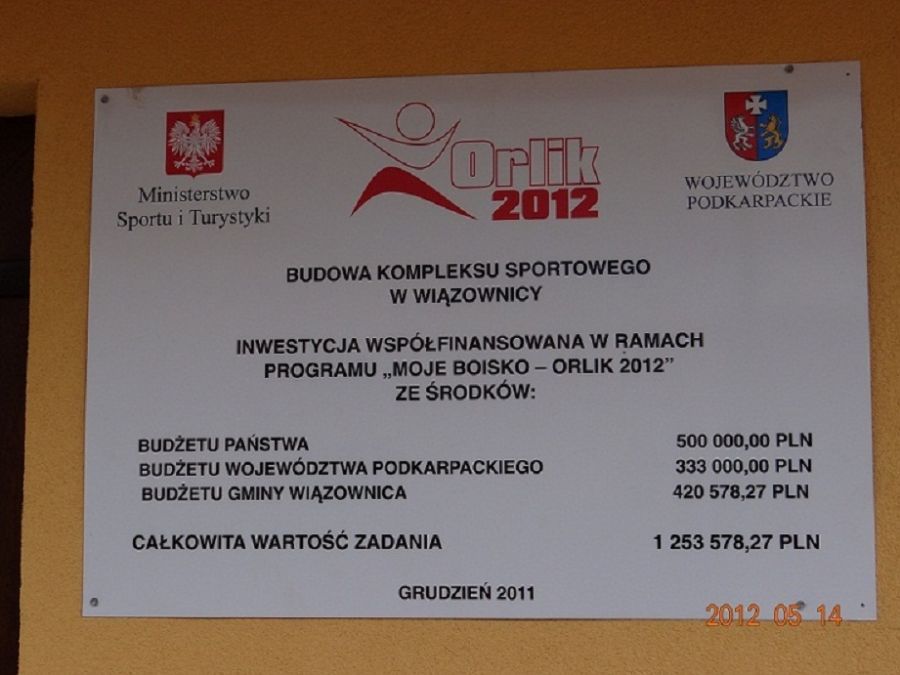 Ministerstwo
Sportu i Turystyki
Orlik
2012
WOJEWÓDZTWO
PODKARPACKIE
BUDOWA KOMPLEKSU SPORTOWEGO
W WIĄZOWNICY
INWESTYCJA WSPÓŁFINANSOWANA W RAMACH
PROGRAMU „MOJE BOISKO – ORLIK 2012”
ZE ŚRODKÓW:
BUDŻETU PAŃSTWA 500 000,00 PLN
BUDŻETU WOJEWÓDZTWA PODKARPACKIEGO 333 000,00 PLN
BUDŻETU GMINY WIĄZOWNICA 420 578,27 PLN
CAŁKOWITA WARTOŚĆ ZADANIA 1 253 578,27 PLN
GRUDZIEŃ 2011
2012 05 14